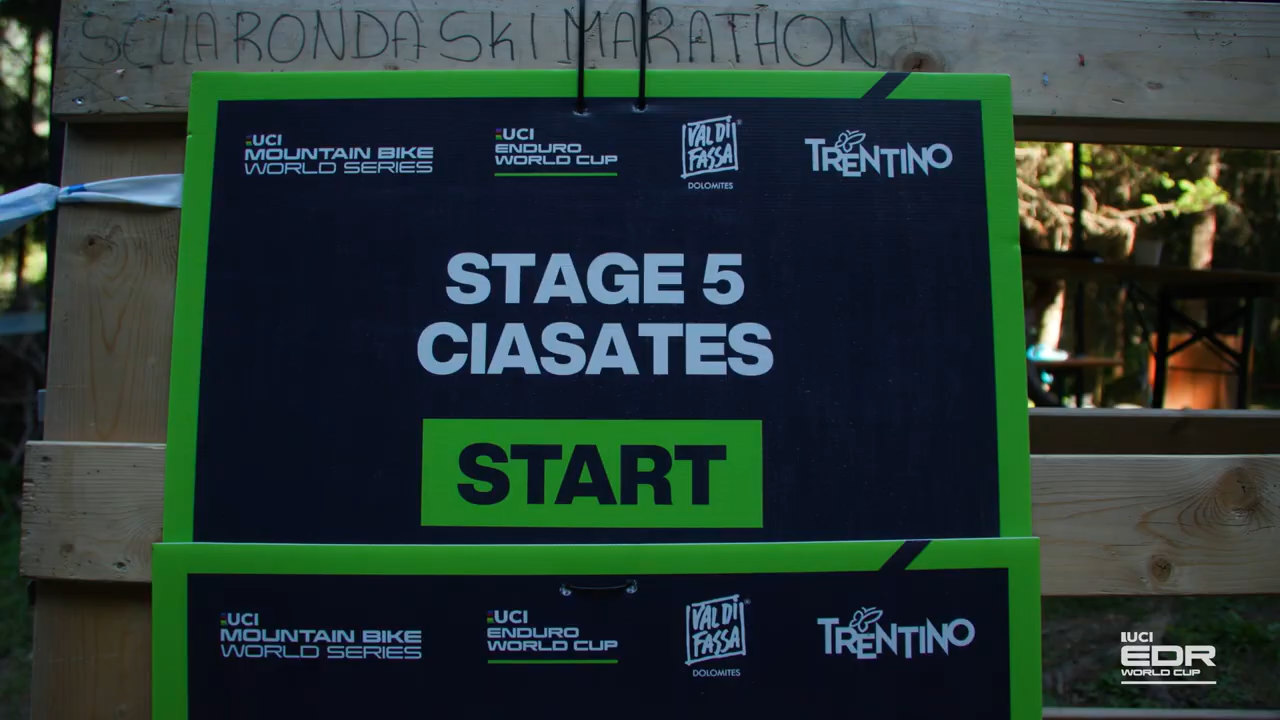 SELLARONDA SKI MARATHON
UCI
MOUNTAIN BIKE
WORLD SERIES
UCI
ENDURO
WORLD CUP
VAL DI
FASSA
DOLOMITES
TRENTINO
STAGE 5
CIASATES
START
UCI
MOUNTAIN BIKE
WORLD SERIES
UCI
ENDURO
WORLD CUP
VAL DI
FASSA
DOLOMITES
TRENTINO
UCI
EDR
WORLD CUP